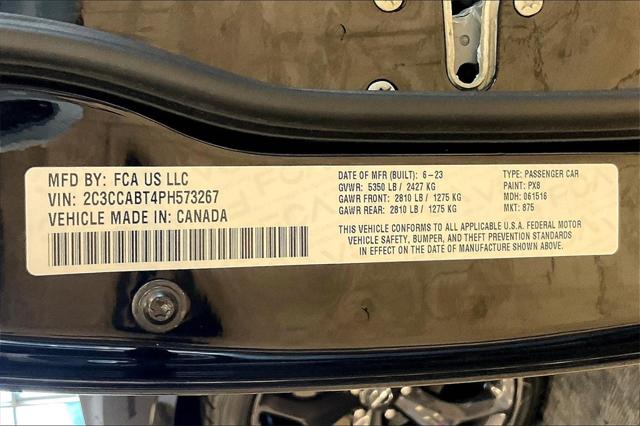 MFD BY: FCA US LLC
VIN: 2C3CCABT4PH573267
VEHICLE MADE IN: CANADA
DATE OF MFR (BUILT): 6-23
GVWR: 5350 LB / 2427 KG
GAWR FRONT: 2810 LB / 1275 KG
GAWR REAR: 2810 LB / 1275 KG
TYPE: PASSENGER CAR
PAINT: PX8
MDH: 061516
MKT: 875
THIS VEHICLE CONFORMS TO ALL APPLICABLE U.S.A. FEDERAL MOTOR
VEHICLE SAFETY, BUMPER, AND THEFT PREVENTION STANDARDS
IN EFFECT ON THE DATE OF MANUFACTURE SHOWN ABOVE.